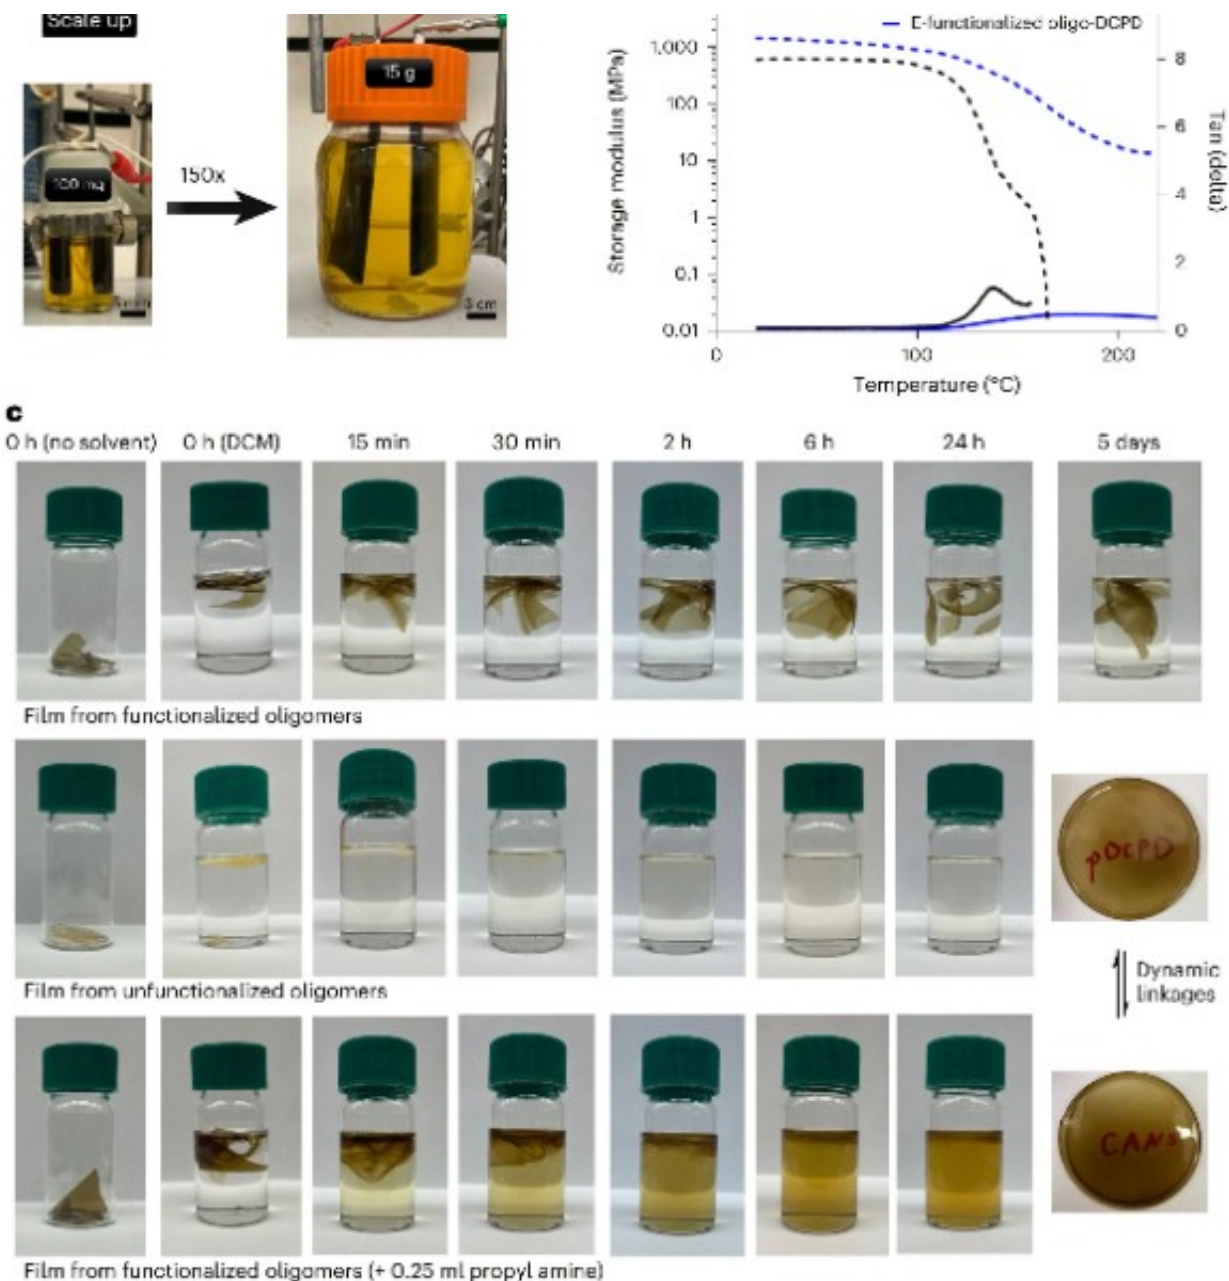 Scale up
100 mg
150x
15 g
5 mm
3 cm
E-functionalized oligo-DCPD
Storage modulus (MPa)
1,000
100
10
1
0.1
0.01
8
6
4
2
0
Tan (delta)
0
100
200
Temperature (°C)
c
0 h (no solvent)
0 h (DCM)
15 min
30 min
2 h
6 h
24 h
5 days
Film from functionalized oligomers
pDCPD
Film from unfunctionalized oligomers
Dynamic
linkages
CANs
Film from functionalized oligomers (+ 0.25 ml propyl amine)